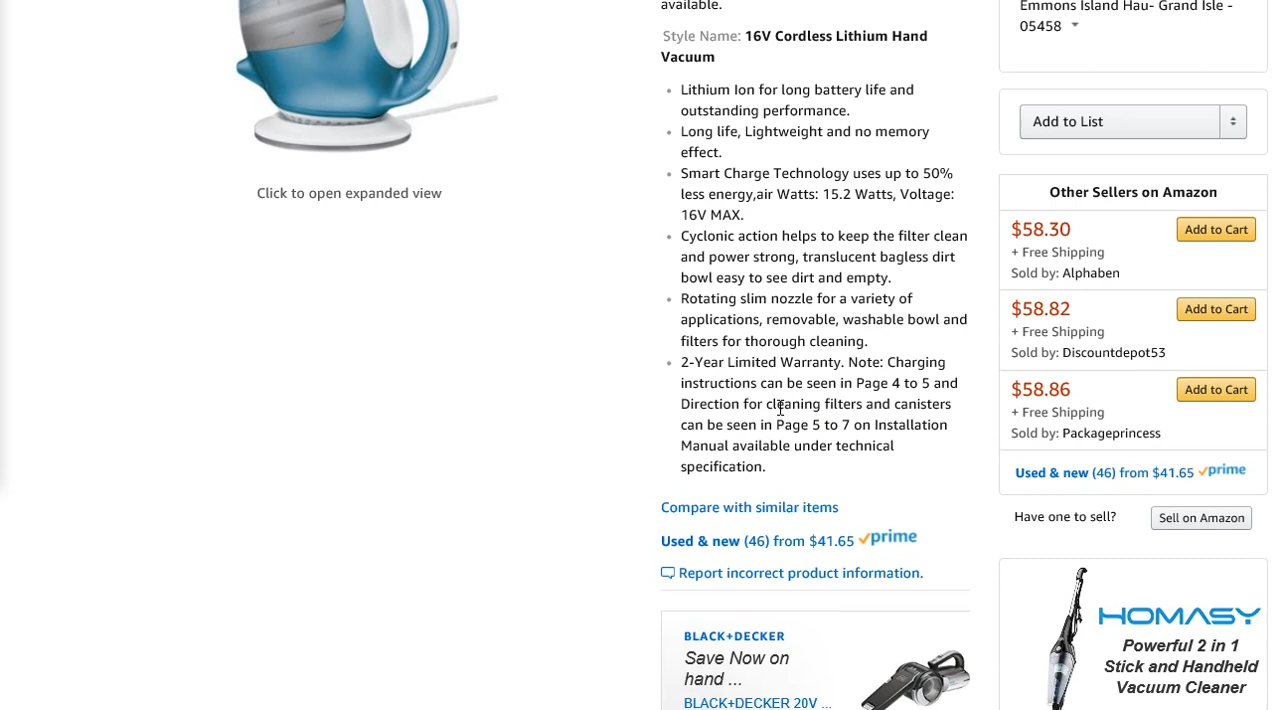 available.
Style Name: 16V Cordless Lithium Hand
Vacuum
Lithium Ion for long battery life and
outstanding performance.
Long life, Lightweight and no memory
effect.
Smart Charge Technology uses up to 50%
less energy,air Watts: 15.2 Watts, Voltage:
16V MAX.
Cyclonic action helps to keep the filter clean
and power strong, translucent bagless dirt
bowl easy to see dirt and empty.
Rotating slim nozzle for a variety of
applications, removable, washable bowl and
filters for thorough cleaning.
2-Year Limited Warranty. Note: Charging
instructions can be seen in Page 4 to 5 and
Direction for cleaning filters and canisters
can be seen in Page 5 to 7 on Installation
Manual available under technical
specification.
Compare with similar items
Used & new (46) from $41.65 prime
Report incorrect product information.
BLACK+DECKER
Save Now on
hand ...
BLACK+DECKER 20V ...
Click to open expanded view
Emmons Island Hau- Grand Isle -
05458
Add to List
Other Sellers on Amazon
$58.30 Add to Cart
+ Free Shipping
Sold by: Alphaben
$58.82 Add to Cart
+ Free Shipping
Sold by: Discountdepot53
$58.86 Add to Cart
+ Free Shipping
Sold by: Packageprincess
Used & new (46) from $41.65 prime
Have one to sell? Sell on Amazon
HOMASY
Powerful 2 in 1
Stick and Handheld
Vacuum Cleaner